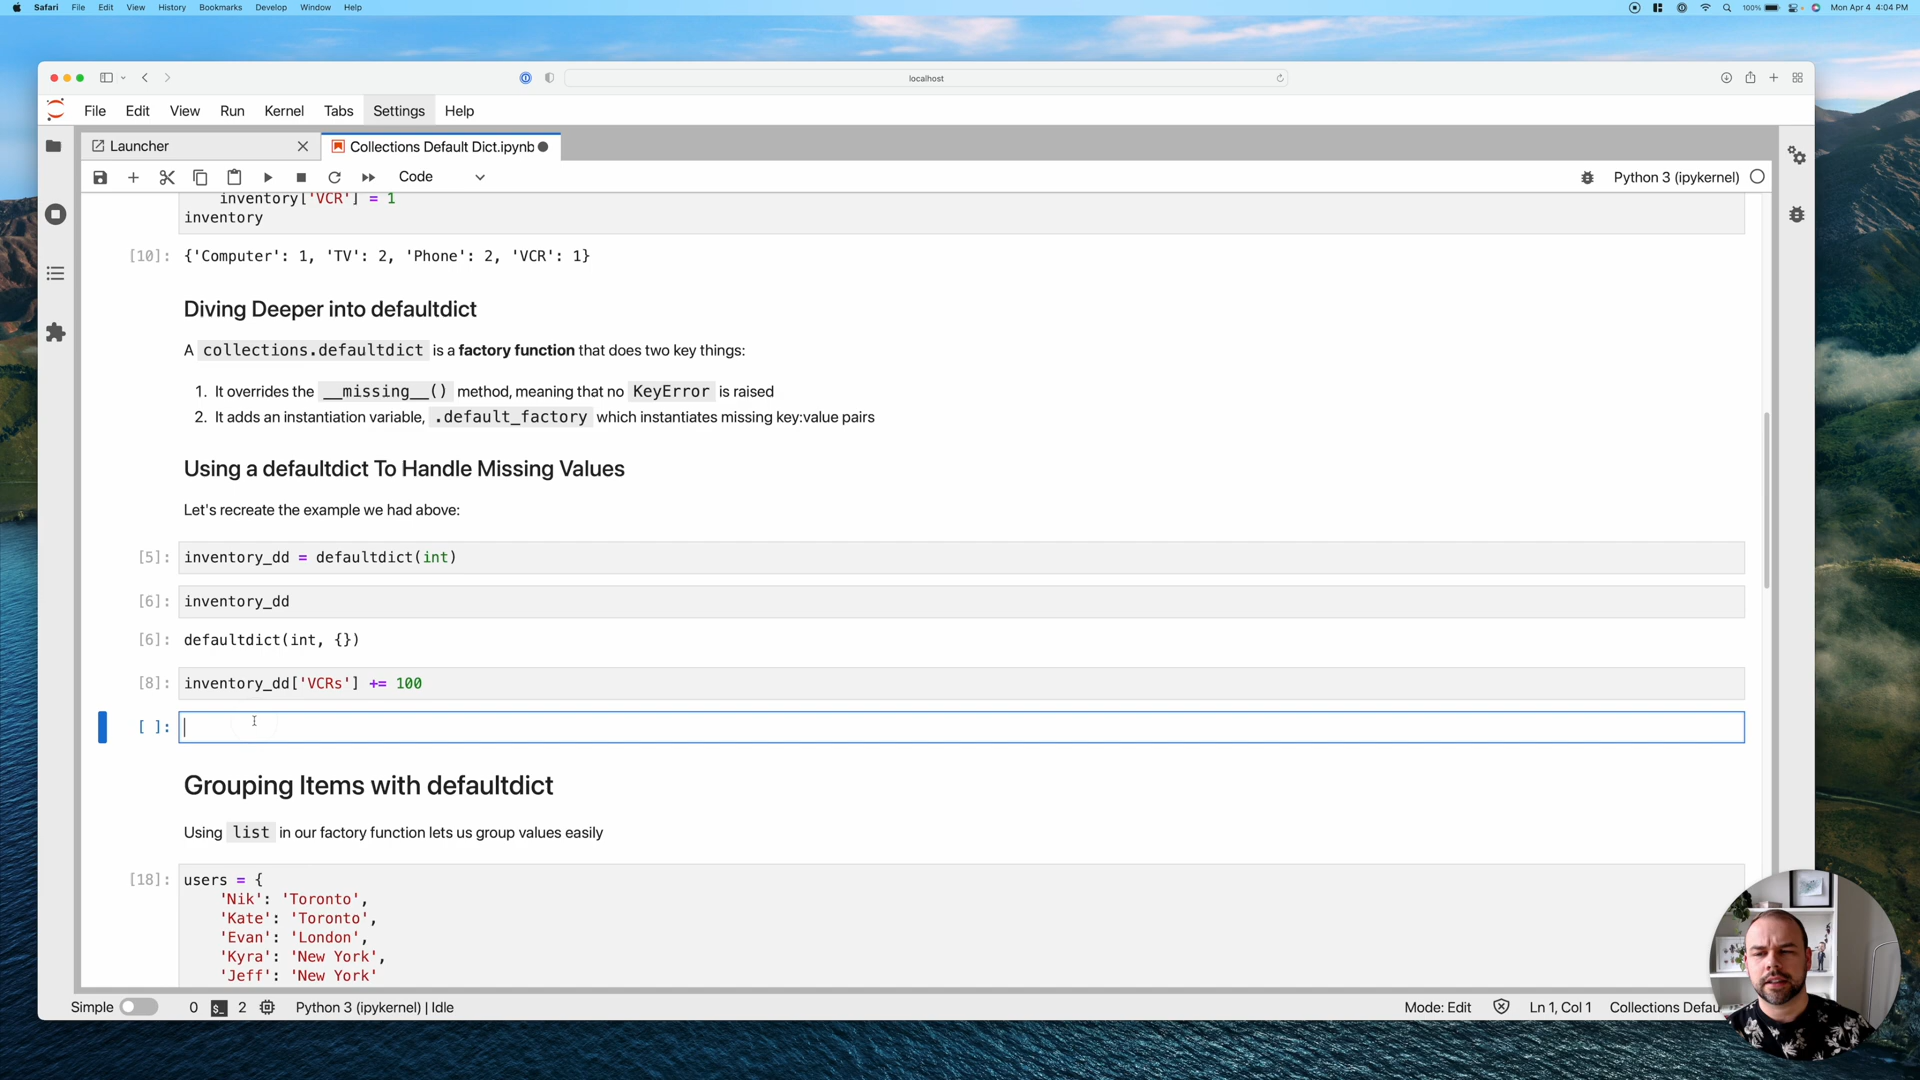 Safari File Edit View History Bookmarks Develop Window Help 100% Mon Apr 4 4:04 PM
localhost
File Edit View Run Kernel Tabs Settings Help
Launcher Collections Default Dict.ipynb
Code Python 3 (ipykernel)
inventory['VCR'] = 1
inventory
[10]: {'Computer': 1, 'TV': 2, 'Phone': 2, 'VCR': 1}
Diving Deeper into defaultdict
A collections.defaultdict is a factory function that does two key things:
1. It overrides the __missing__() method, meaning that no KeyError is raised
2. It adds an instantiation variable, .default_factory which instantiates missing key:value pairs
Using a defaultdict To Handle Missing Values
Let's recreate the example we had above:
[5]: inventory_dd = defaultdict(int)
[6]: inventory_dd
[6]: defaultdict(int, {})
[8]: inventory_dd['VCRs'] += 100
[ ]:
Grouping Items with defaultdict
Using list in our factory function lets us group values easily
[18]: users = {
'Nik': 'Toronto',
'Kate': 'Toronto',
'Evan': 'London',
'Kyra': 'New York',
'Jeff': 'New York'
Simple 0 $_ 2 Python 3 (ipykernel) | Idle Mode: Edit Ln 1, Col 1 Collections Defau